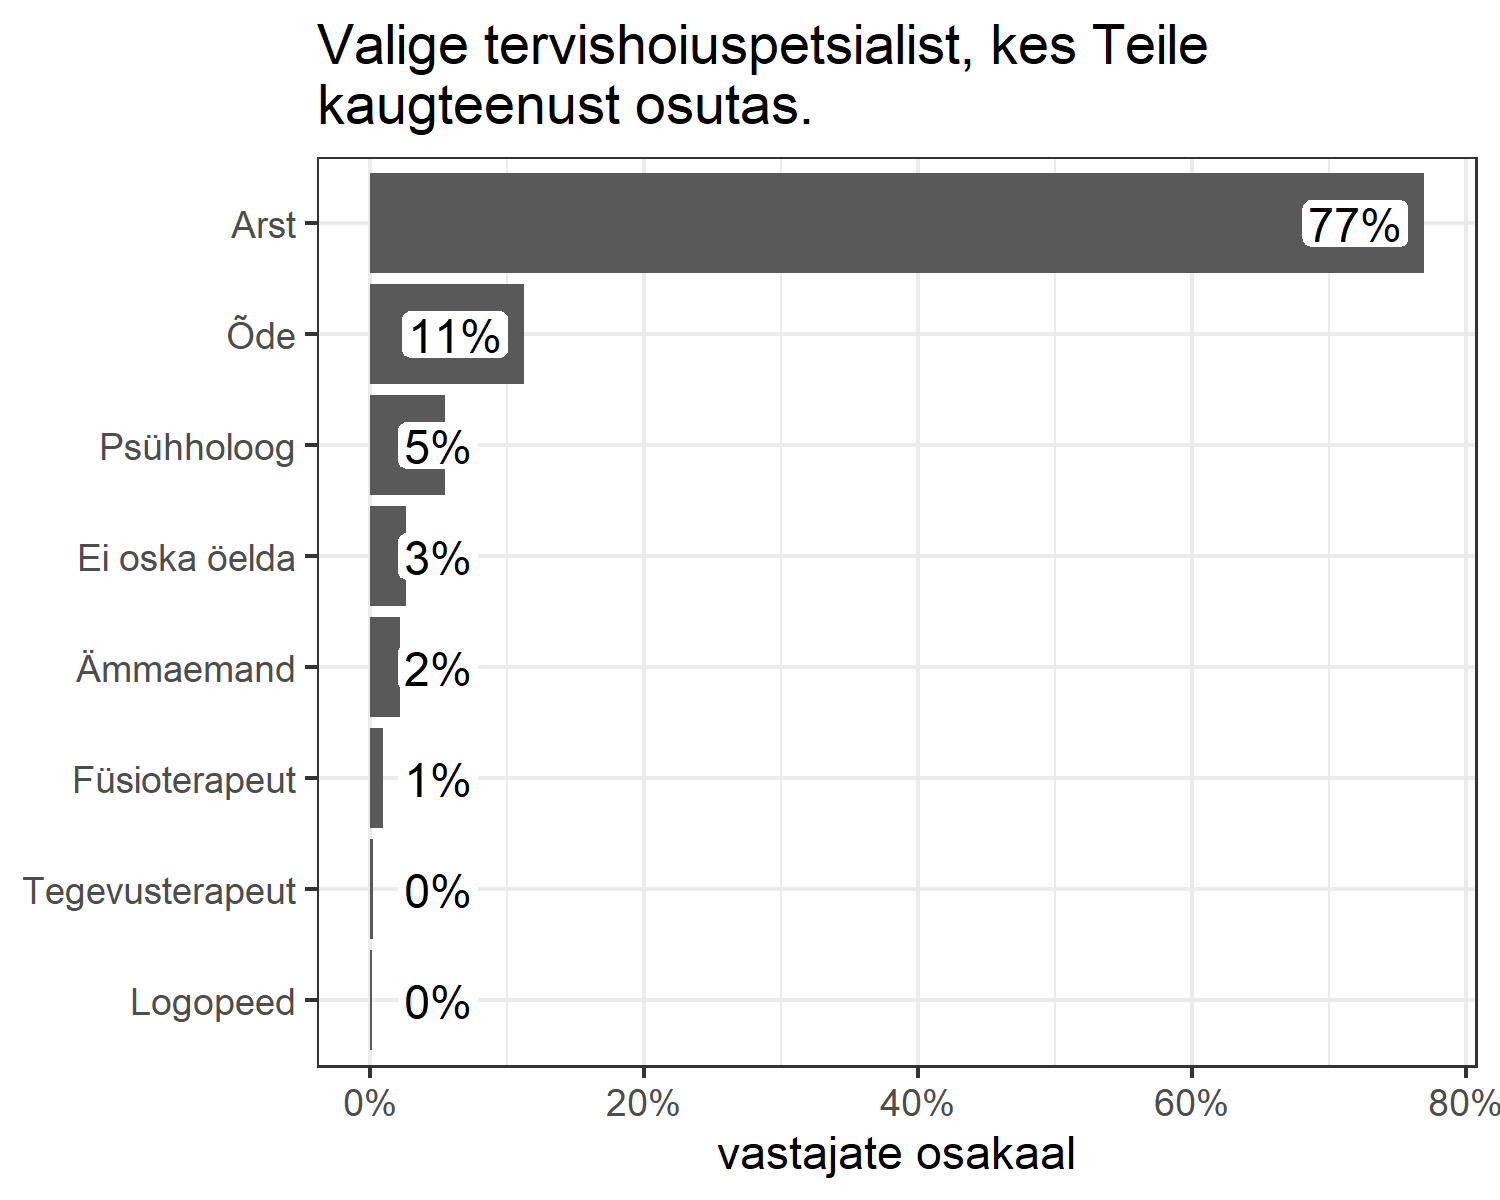 Valige tervishoiuspetsialist, kes Teile
kaugteenust osutas.
Arst 77%
Õde 11%
Psühholoog 5%
Ei oska öelda 3%
Ämmaemand 2%
Füsioterapeut 1%
Tegevusterapeut 0%
Logopeed 0%
0% 20% 40% 60% 80%
vastajate osakaal